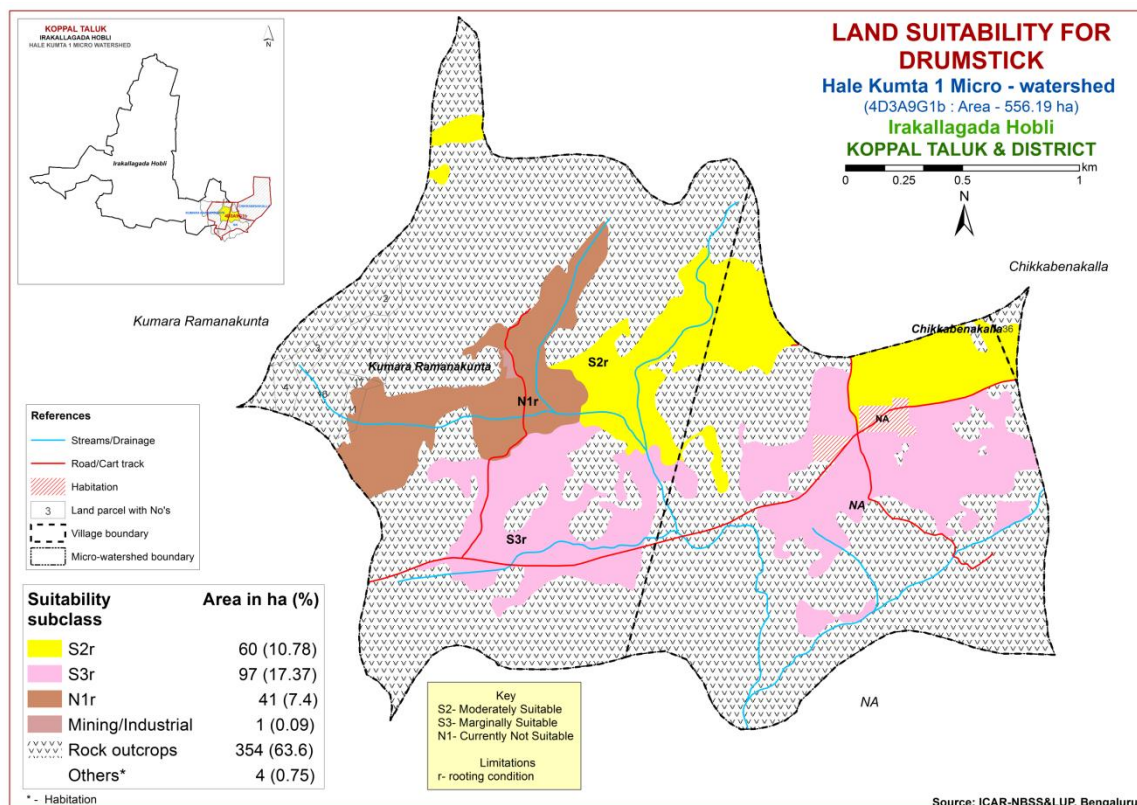 KOPPAL TALUK
IRAKALLAGADA HOBLI
HALE KUMTA 1 MICRO WATERSHED
N
Irakallagada Hobli
LAND SUITABILITY FOR
DRUMSTICK
Hale Kumta 1 Micro - watershed
(4D3A9G1b : Area - 556.19 ha)
Irakallagada Hobli
KOPPAL TALUK & DISTRICT
km
0 0.25 0.5 1
N
Chikkabenakalla
Kumara Ramanakunta
2
Chikkabenakalla
36
S2r
3
1
Kumara Ramanakunta
4
17
N1r
NA
NA
S3r
NA
References
Streams/Drainage
Road/Cart track
Habitation
3 Land parcel with No's
Village boundary
Micro-watershed boundary
Suitability Area in ha (%)
subclass
S2r 60 (10.78)
S3r 97 (17.37)
N1r 41 (7.4)
Mining/Industrial 1 (0.09)
Rock outcrops 354 (63.6)
Others* 4 (0.75)
* - Habitation
Key
S2- Moderately Suitable
S3- Marginally Suitable
N1- Currently Not Suitable
Limitations
r- rooting condition
Source: ICAR-NBSS&LUP, Bengaluru